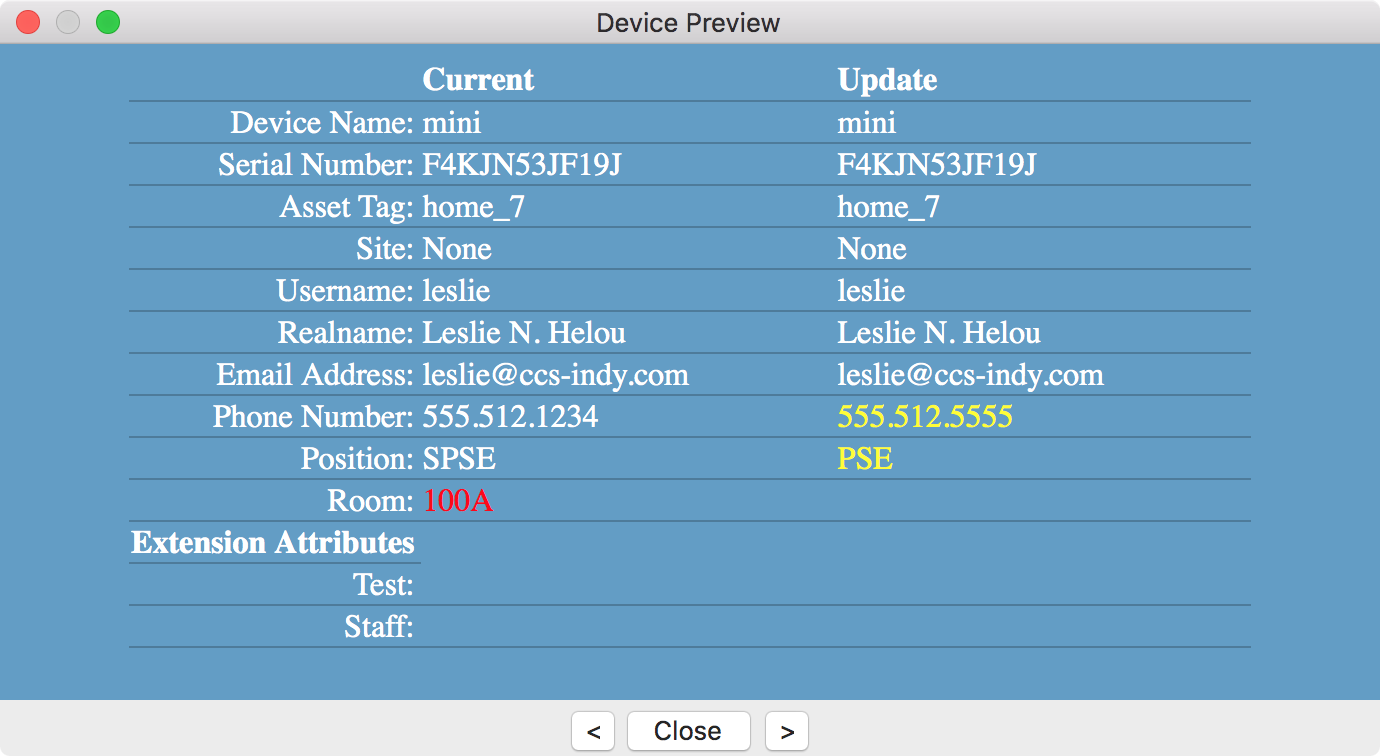 Device Preview
Current Update
Device Name: mini mini
Serial Number: F4KJN53JF19J F4KJN53JF19J
Asset Tag: home_7 home_7
Site: None None
Username: leslie leslie
Realname: Leslie N. Helou Leslie N. Helou
Email Address: leslie@ccs-indy.com leslie@ccs-indy.com
Phone Number: 555.512.1234 555.512.5555
Position: SPSE PSE
Room: 100A
Extension Attributes
Test:
Staff:
< Close >